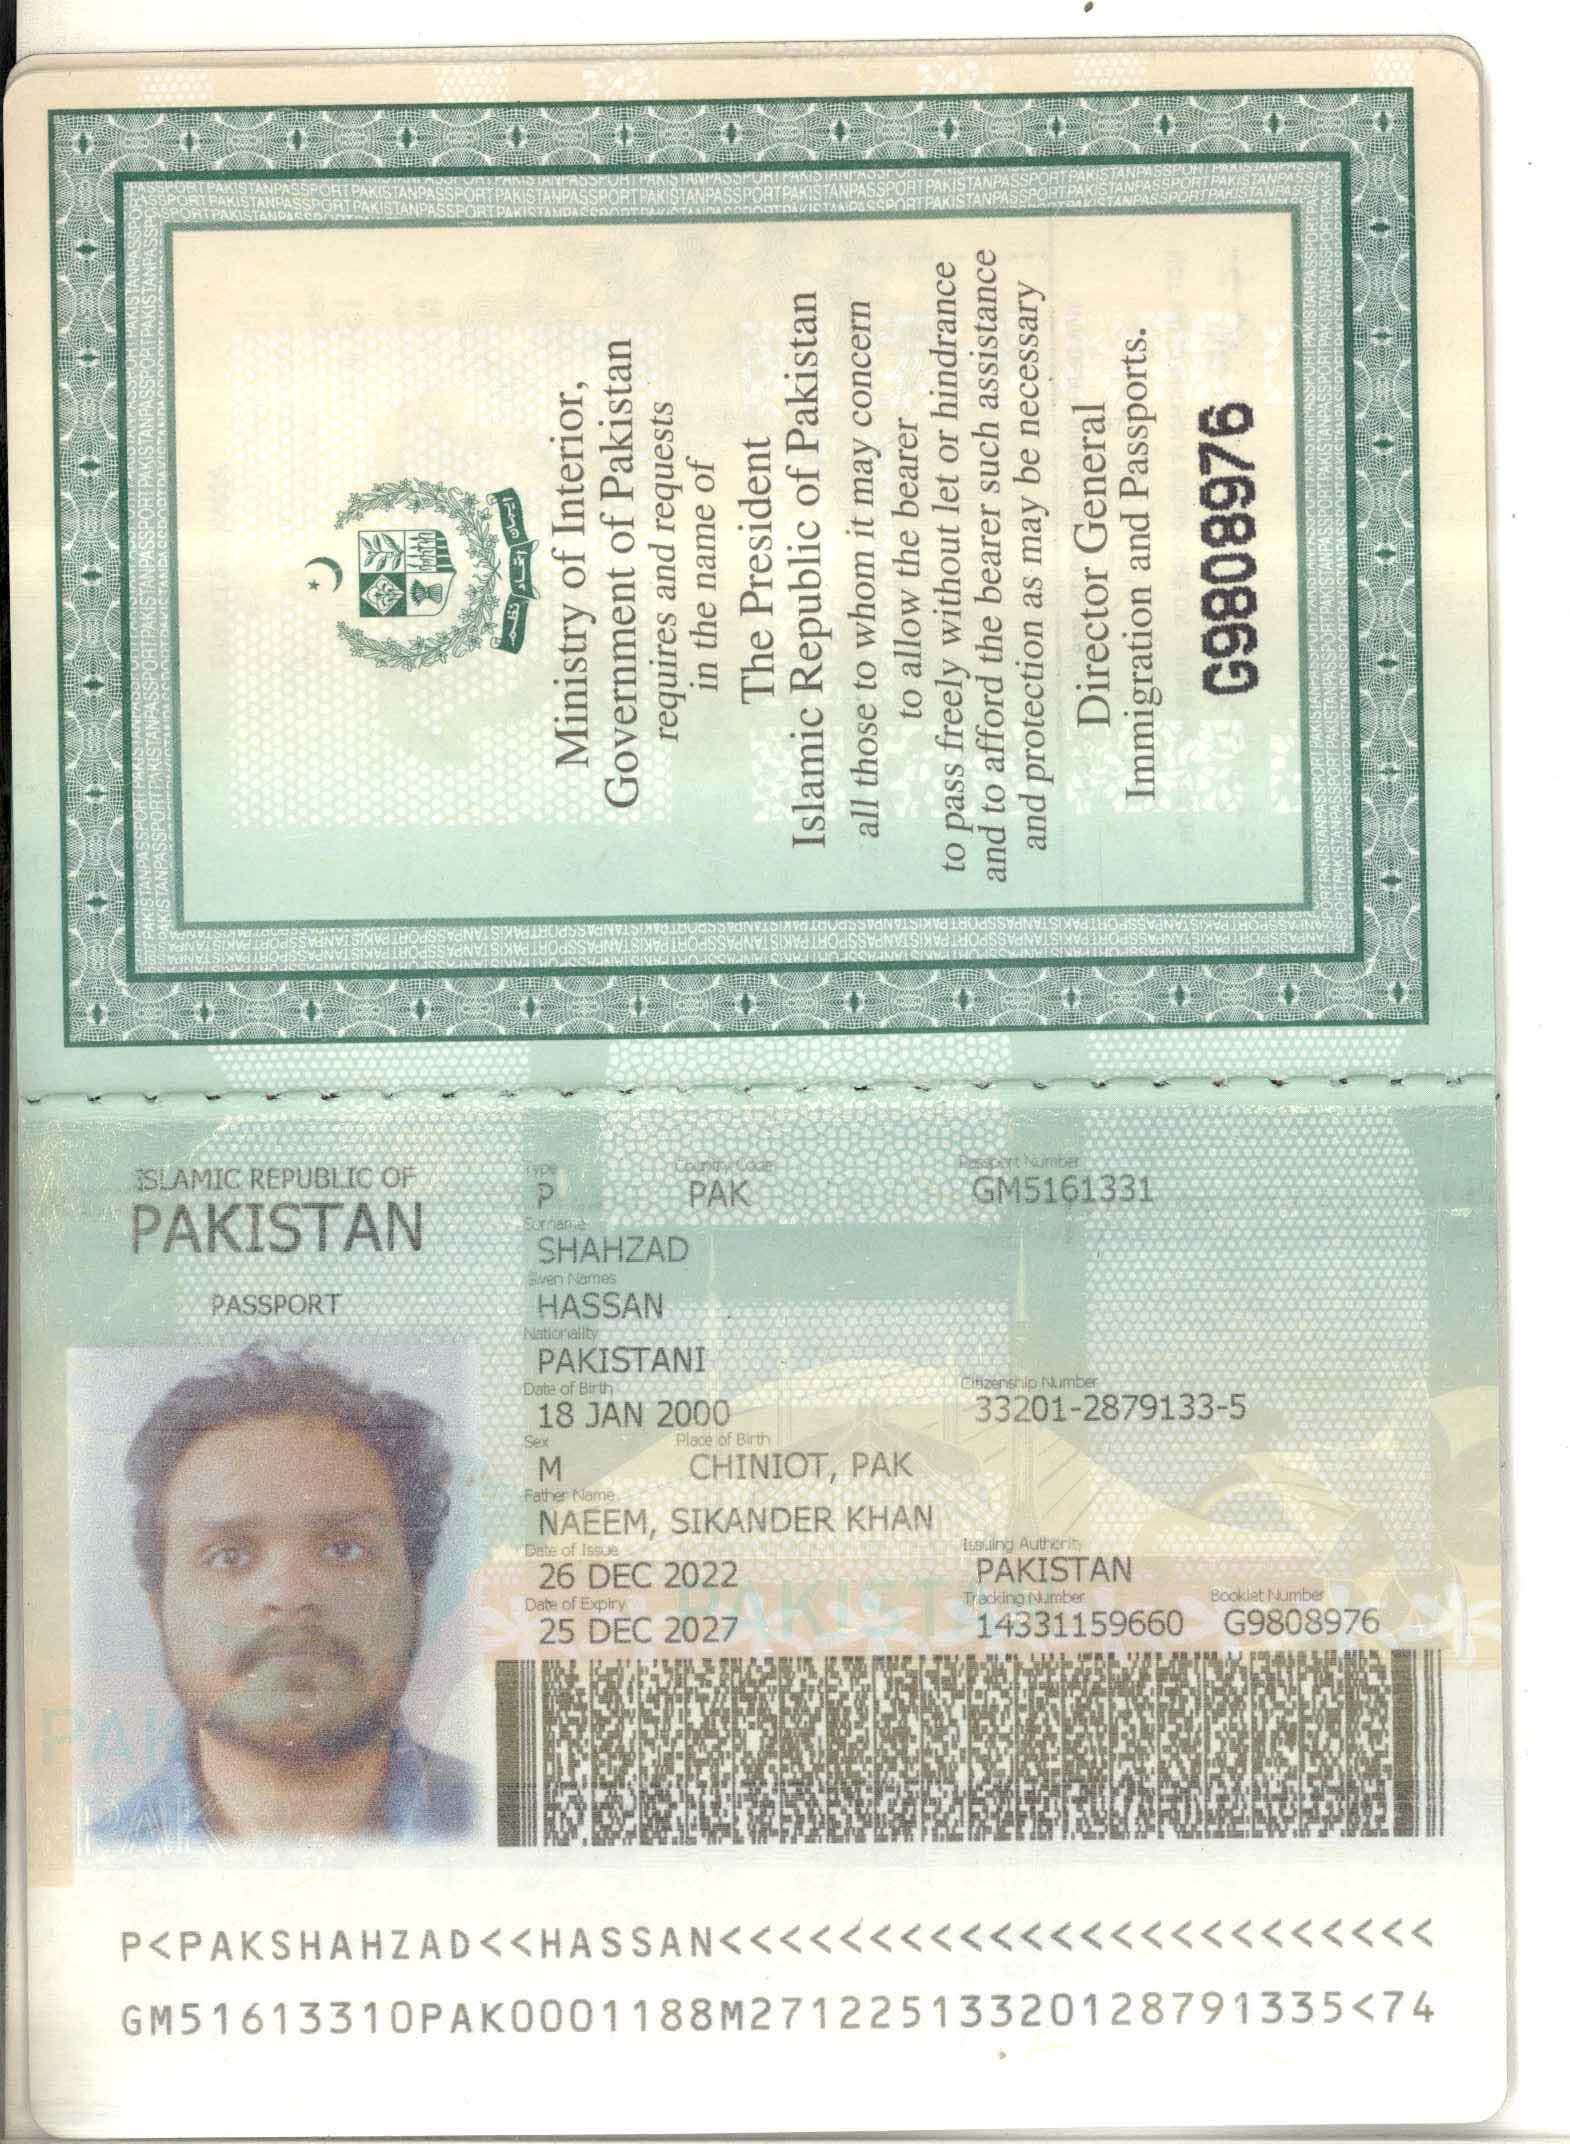 Ministry of Interior,
Government of Pakistan
requires and requests
in the name of
The President
Islamic Republic of Pakistan
all those to whom it may concern
to allow the bearer
to pass freely without let or hindrance
and to afford the bearer such assistance
and protection as may be necessary
Director General
Immigration and Passports.
G9808976
ISLAMIC REPUBLIC OF
PAKISTAN
PASSPORT
Type Country Code Passport Number
P PAK GM5161331
Surname
SHAHZAD
Given Names
HASSAN
Nationality
PAKISTANI
Date of Birth Citizenship Number
18 JAN 2000 33201-2879133-5
Sex Place of Birth
M CHINIOT, PAK
Father Name
NAEEM, SIKANDER KHAN
Date of Issue Issuing Authority
26 DEC 2022 PAKISTAN
Date of Expiry Tracking Number Booklet Number
25 DEC 2027 14331159660 G9808976
P<PAKSHAHZAD<<HASSAN<<<<<<<<<<<<<<<<<<<<<<<<
GM51613310PAK0001188M2712251332012879133​5<74